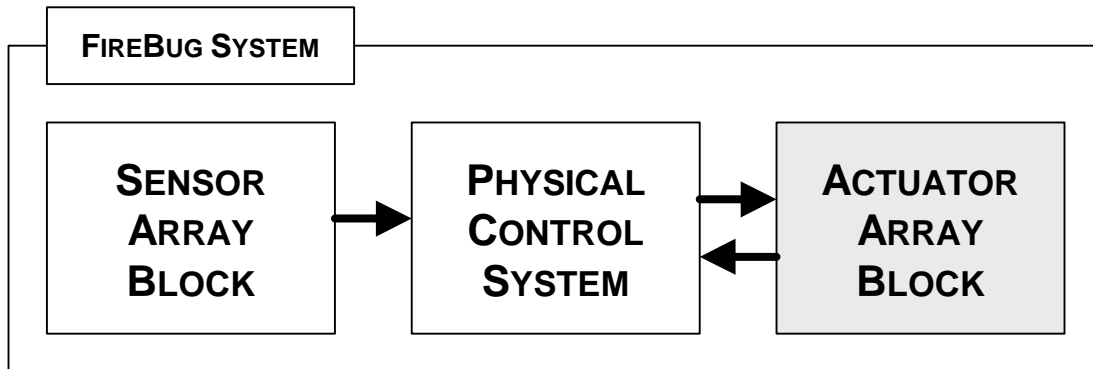 FIREBUG SYSTEM
SENSOR
ARRAY
BLOCK
PHYSICAL
CONTROL
SYSTEM
ACTUATOR
ARRAY
BLOCK